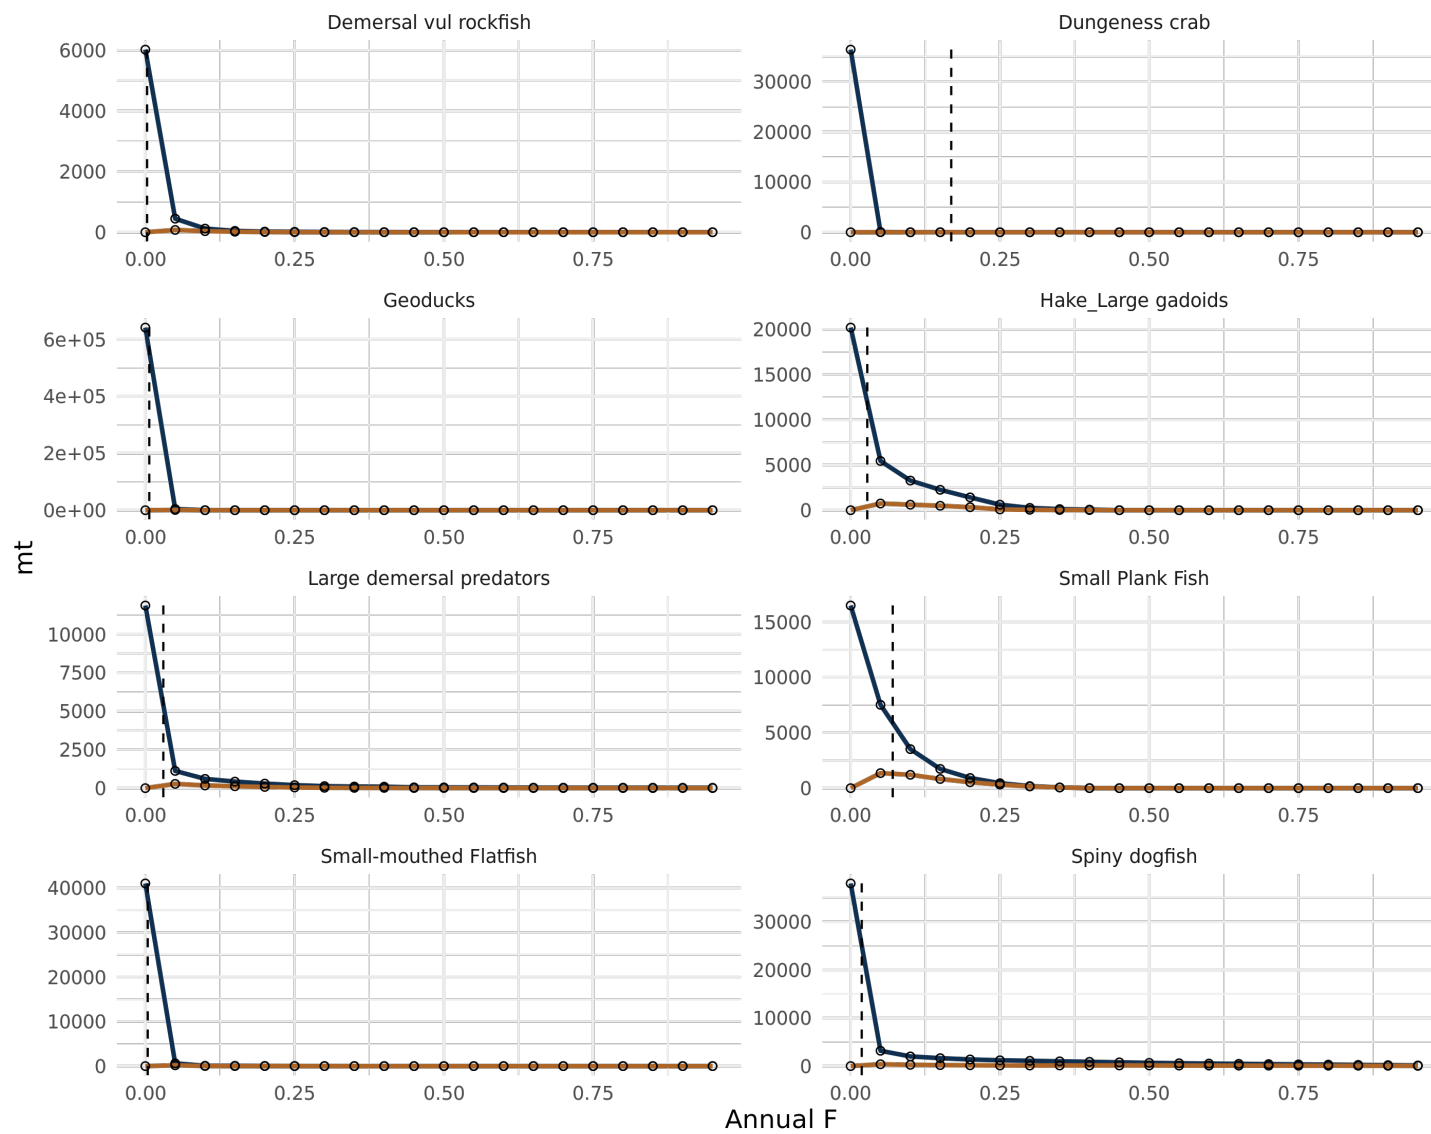 Demersal vul rockfish
6000
4000
2000
0
0.00 0.25 0.50 0.75
Dungeness crab
30000
20000
10000
0
0.00 0.25 0.50 0.75
Geoducks
6e+05
4e+05
2e+05
0e+00
0.00 0.25 0.50 0.75
Hake_Large gadoids
20000
15000
10000
5000
0
0.00 0.25 0.50 0.75
mt
Large demersal predators
10000
7500
5000
2500
0
0.00 0.25 0.50 0.75
Small Plank Fish
15000
10000
5000
0
0.00 0.25 0.50 0.75
Small-mouthed Flatfish
40000
30000
20000
10000
0
0.00 0.25 0.50 0.75
Spiny dogfish
30000
20000
10000
0
0.00 0.25 0.50 0.75
Annual F